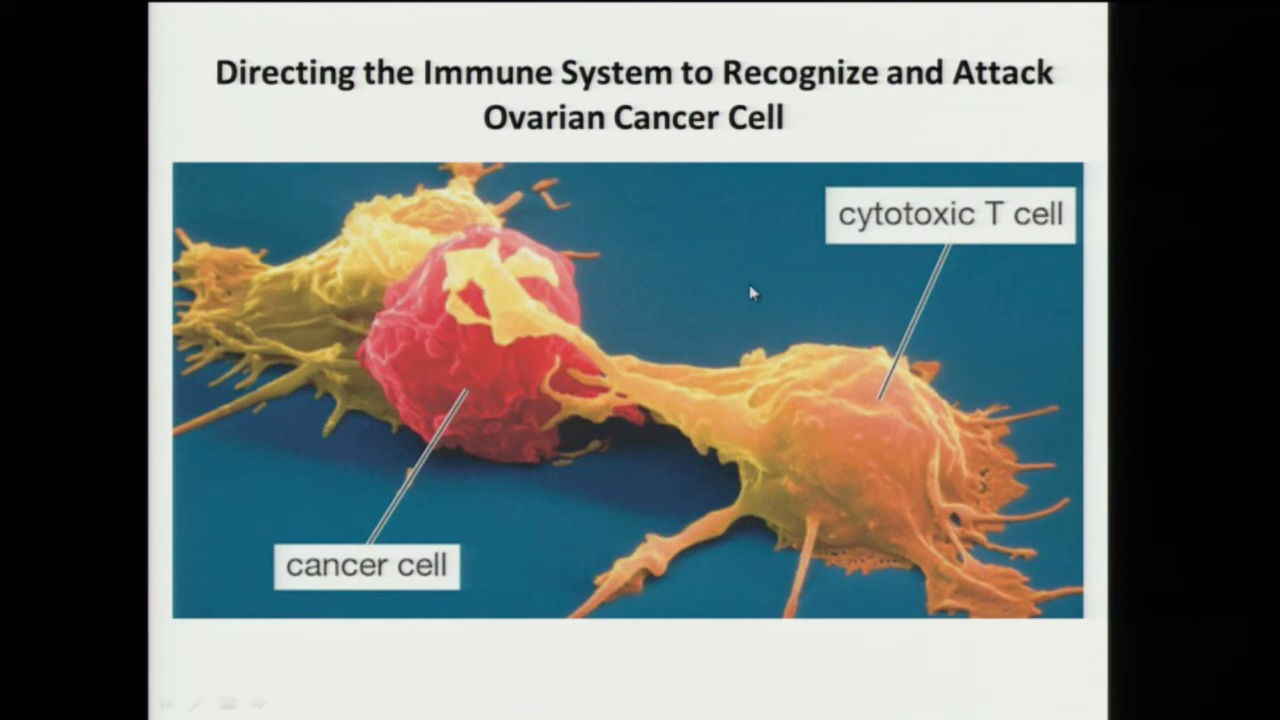 Directing the Immune System to Recognize and Attack
Ovarian Cancer Cell
cytotoxic T cell
cancer cell